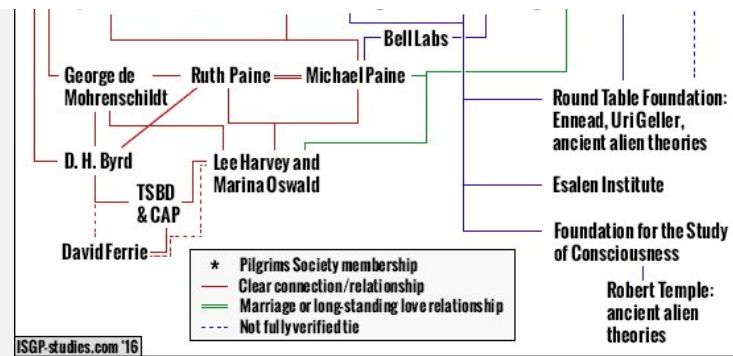 Bell Labs
George de
Mohrenschildt
Ruth Paine
Michael Paine
Round Table Foundation:
Ennead, Uri Geller,
ancient alien theories
D. H. Byrd
Lee Harvey and
Marina Oswald
TSBD
& CAP
Esalen Institute
David Ferrie
Foundation for the Study
of Consciousness
Robert Temple:
ancient alien
theories
* Pilgrims Society membership
Clear connection/relationship
Marriage or long-standing love relationship
Not fully verified tie
ISGP-studies.com '16